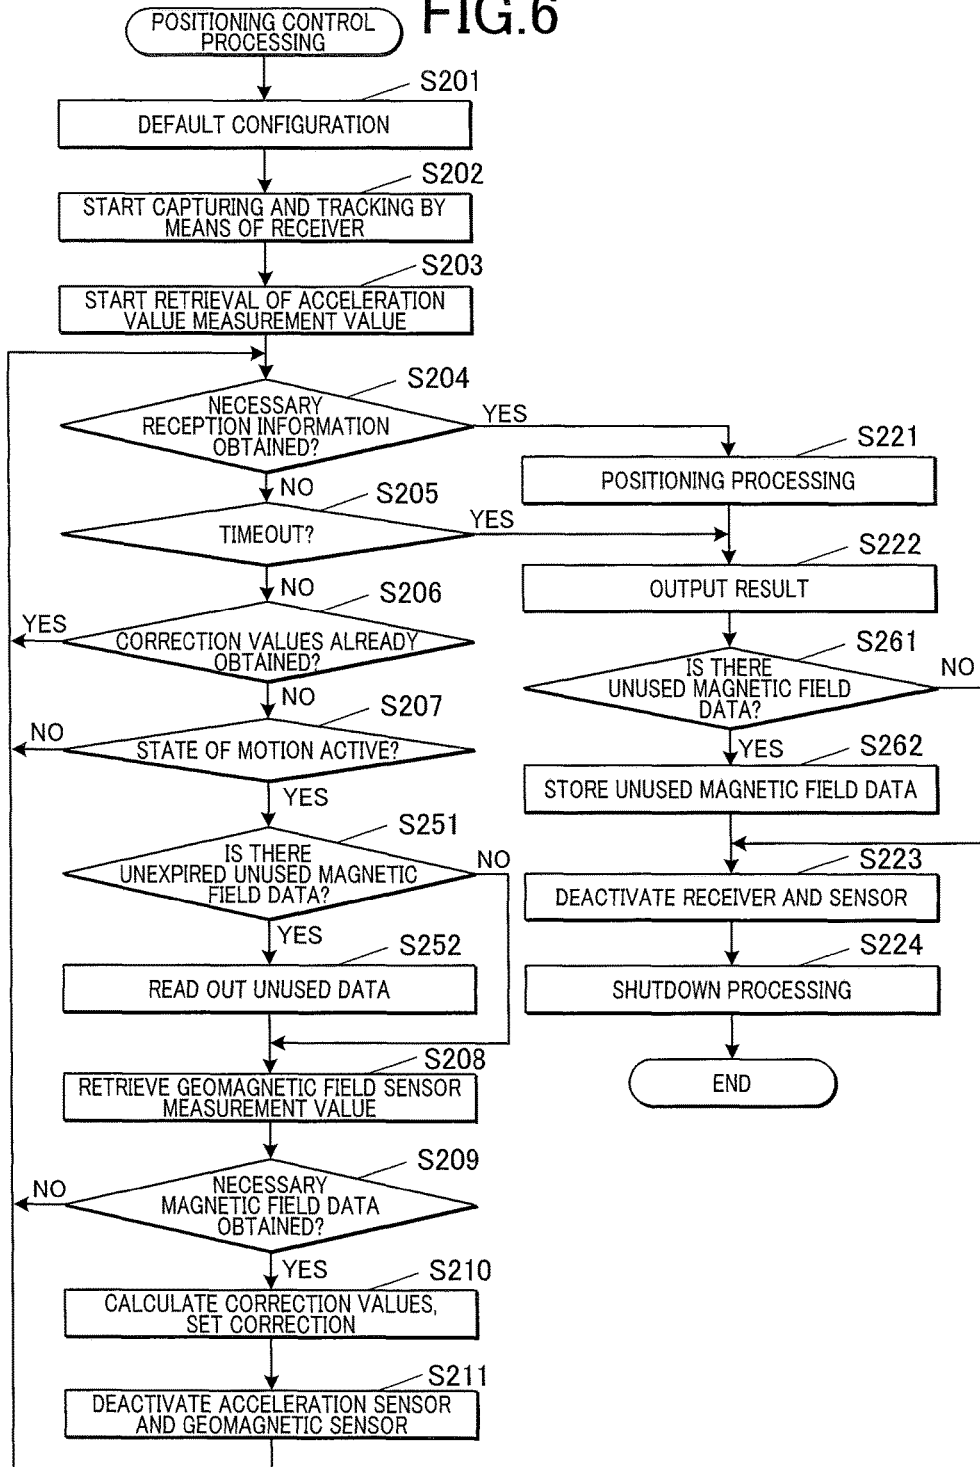 FIG.6
POSITIONING CONTROL
PROCESSING
S201
DEFAULT CONFIGURATION
S202
START CAPTURING AND TRACKING BY
MEANS OF RECEIVER
S203
START RETRIEVAL OF ACCELERATION
VALUE MEASUREMENT VALUE
S204
NECESSARY
RECEPTION INFORMATION
OBTAINED?
YES
NO
S205
TIMEOUT?
YES
NO
S206
CORRECTION VALUES ALREADY
OBTAINED?
YES
NO
S207
STATE OF MOTION ACTIVE?
NO
YES
S251
IS THERE
UNEXPIRED UNUSED MAGNETIC
FIELD DATA?
NO
YES
S252
READ OUT UNUSED DATA
S208
RETRIEVE GEOMAGNETIC FIELD SENSOR
MEASUREMENT VALUE
S209
NECESSARY
MAGNETIC FIELD DATA
OBTAINED?
NO
YES
S210
CALCULATE CORRECTION VALUES,
SET CORRECTION
S211
DEACTIVATE ACCELERATION SENSOR
AND GEOMAGNETIC SENSOR
S221
POSITIONING PROCESSING
S222
OUTPUT RESULT
S261
IS THERE
UNUSED MAGNETIC FIELD
DATA?
NO
YES
S262
STORE UNUSED MAGNETIC FIELD DATA
S223
DEACTIVATE RECEIVER AND SENSOR
S224
SHUTDOWN PROCESSING
END